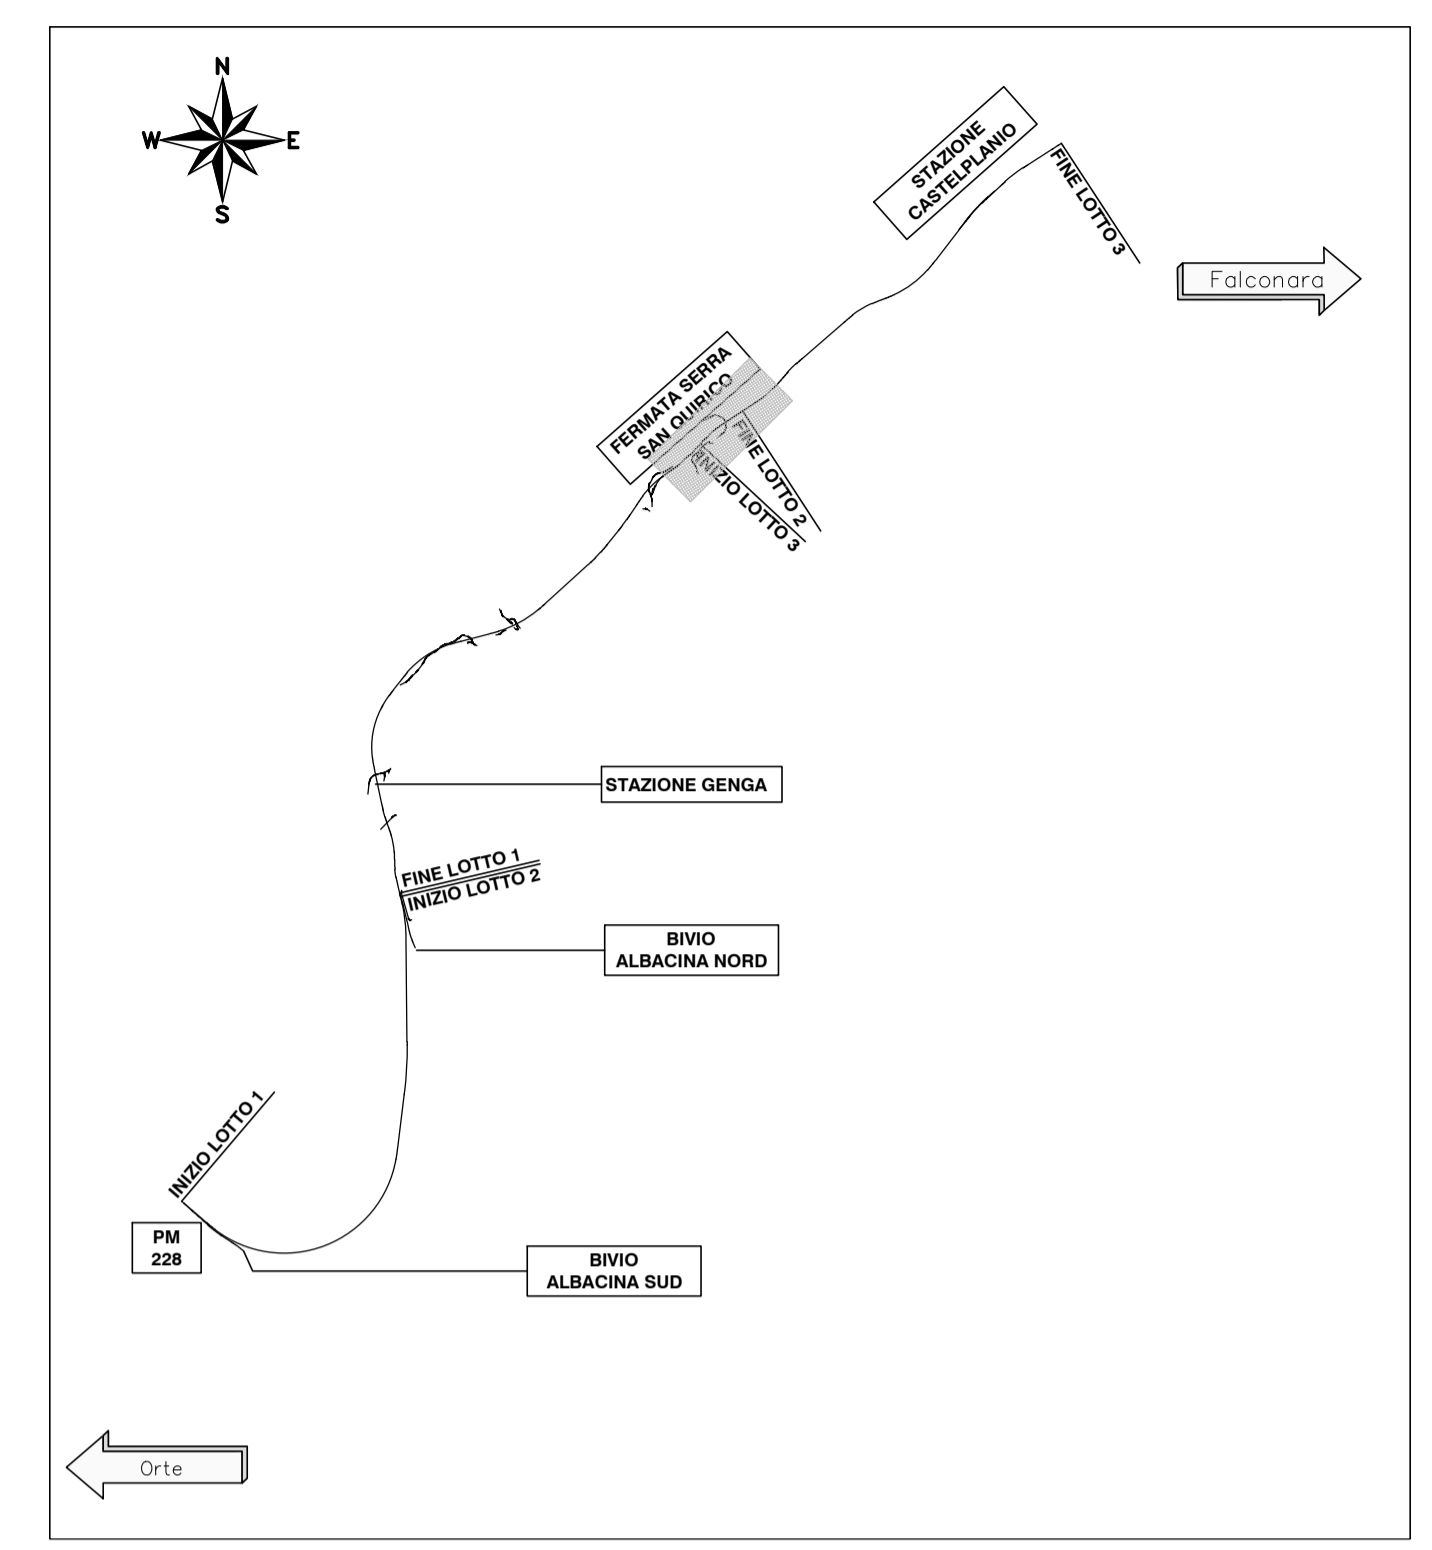 N
W
E
S
STAZIONE
CASTELPLANIO
FINE LOTTO 3
Falconara
FERMATA SERRA
SAN QUIRICO
FINE LOTTO 2
INIZIO LOTTO 3
STAZIONE GENGA
FINE LOTTO 1
INIZIO LOTTO 2
BIVIO
ALBACINA NORD
INIZIO LOTTO 1
PM
228
BIVIO
ALBACINA SUD
Orte